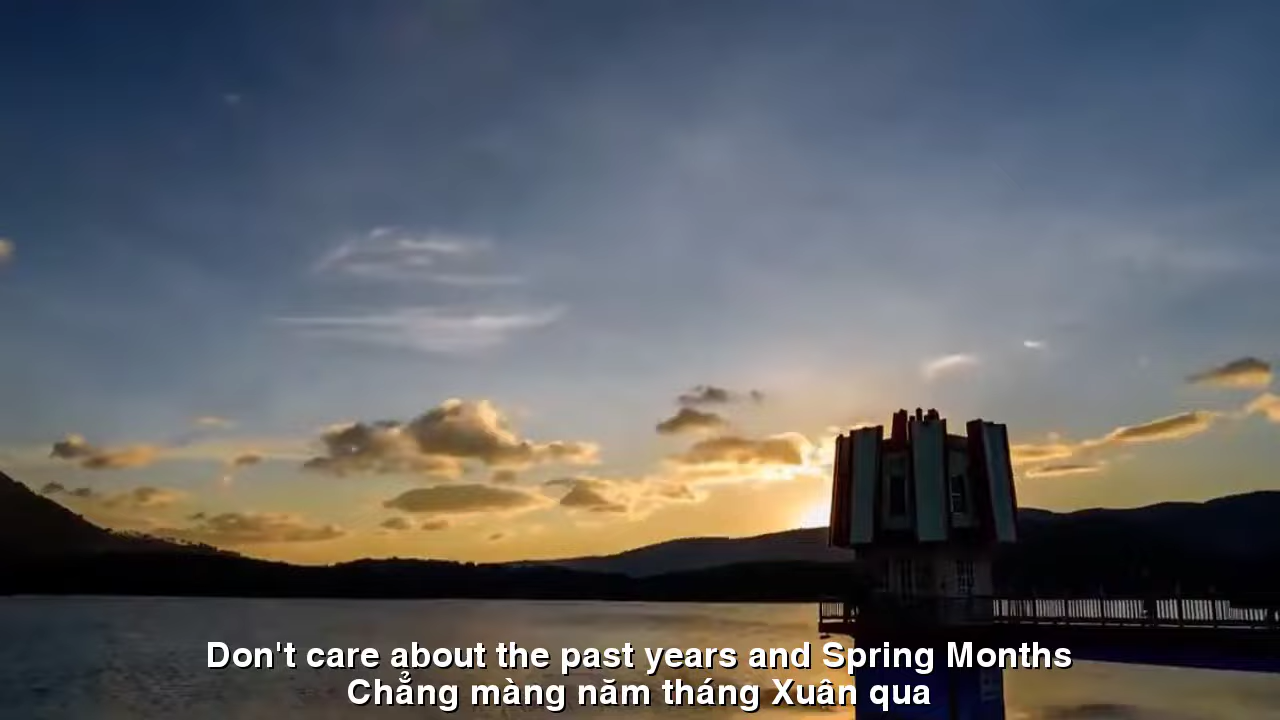 Don't care about the past years and Spring Months
Chẳng màng năm tháng Xuân qua